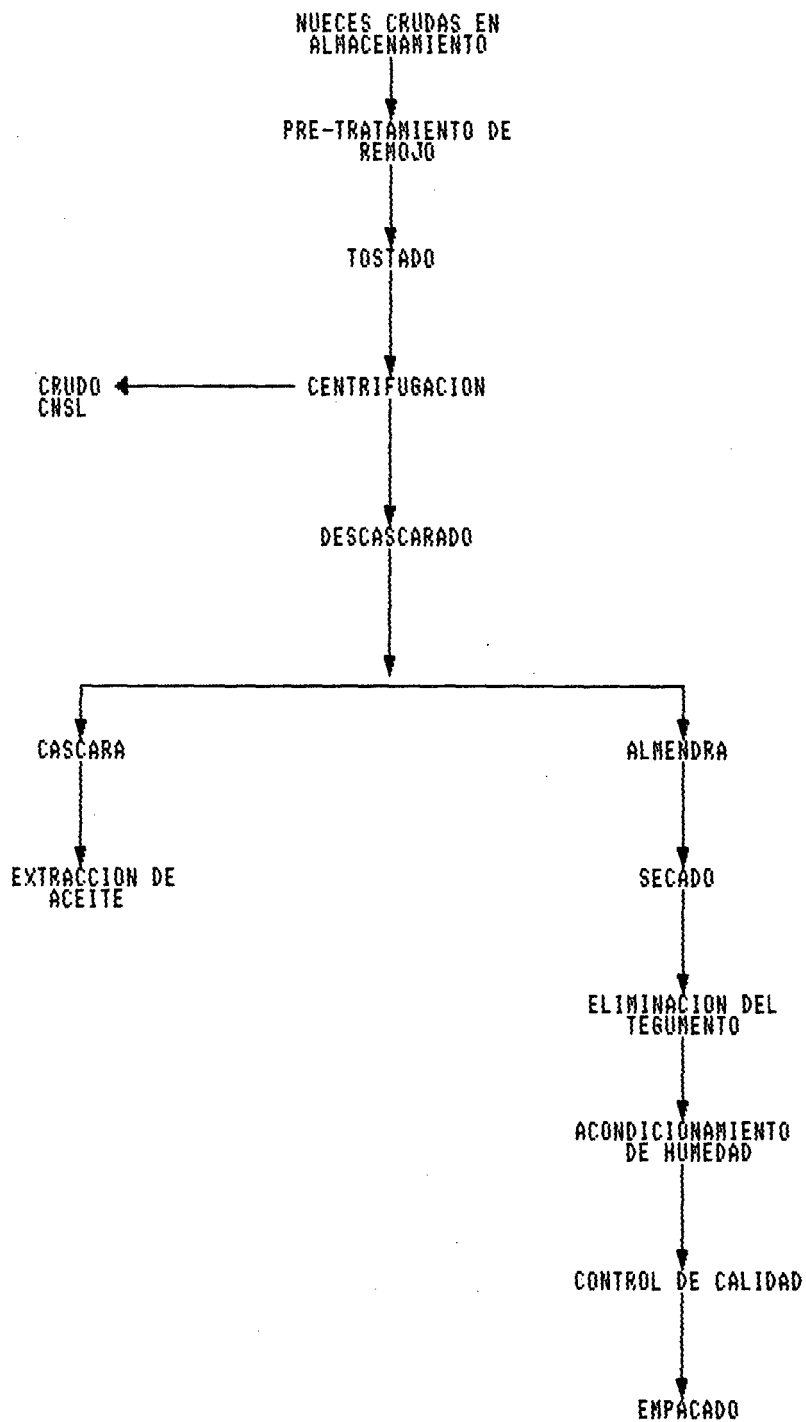 NUECES CRUDAS EN
ALMACENAMIENTO
PRE-TRATAMIENTO DE
REMOJO
TOSTADO
CRUDO
CNSL
CENTRIFUGACION
DESCASCARADO
CASCARA
ALMENDRA
EXTRACCION DE
ACEITE
SECADO
ELIMINACION DEL
TEGUMENTO
ACONDICIONAMIENTO
DE HUMEDAD
CONTROL DE CALIDAD
EMPACADO